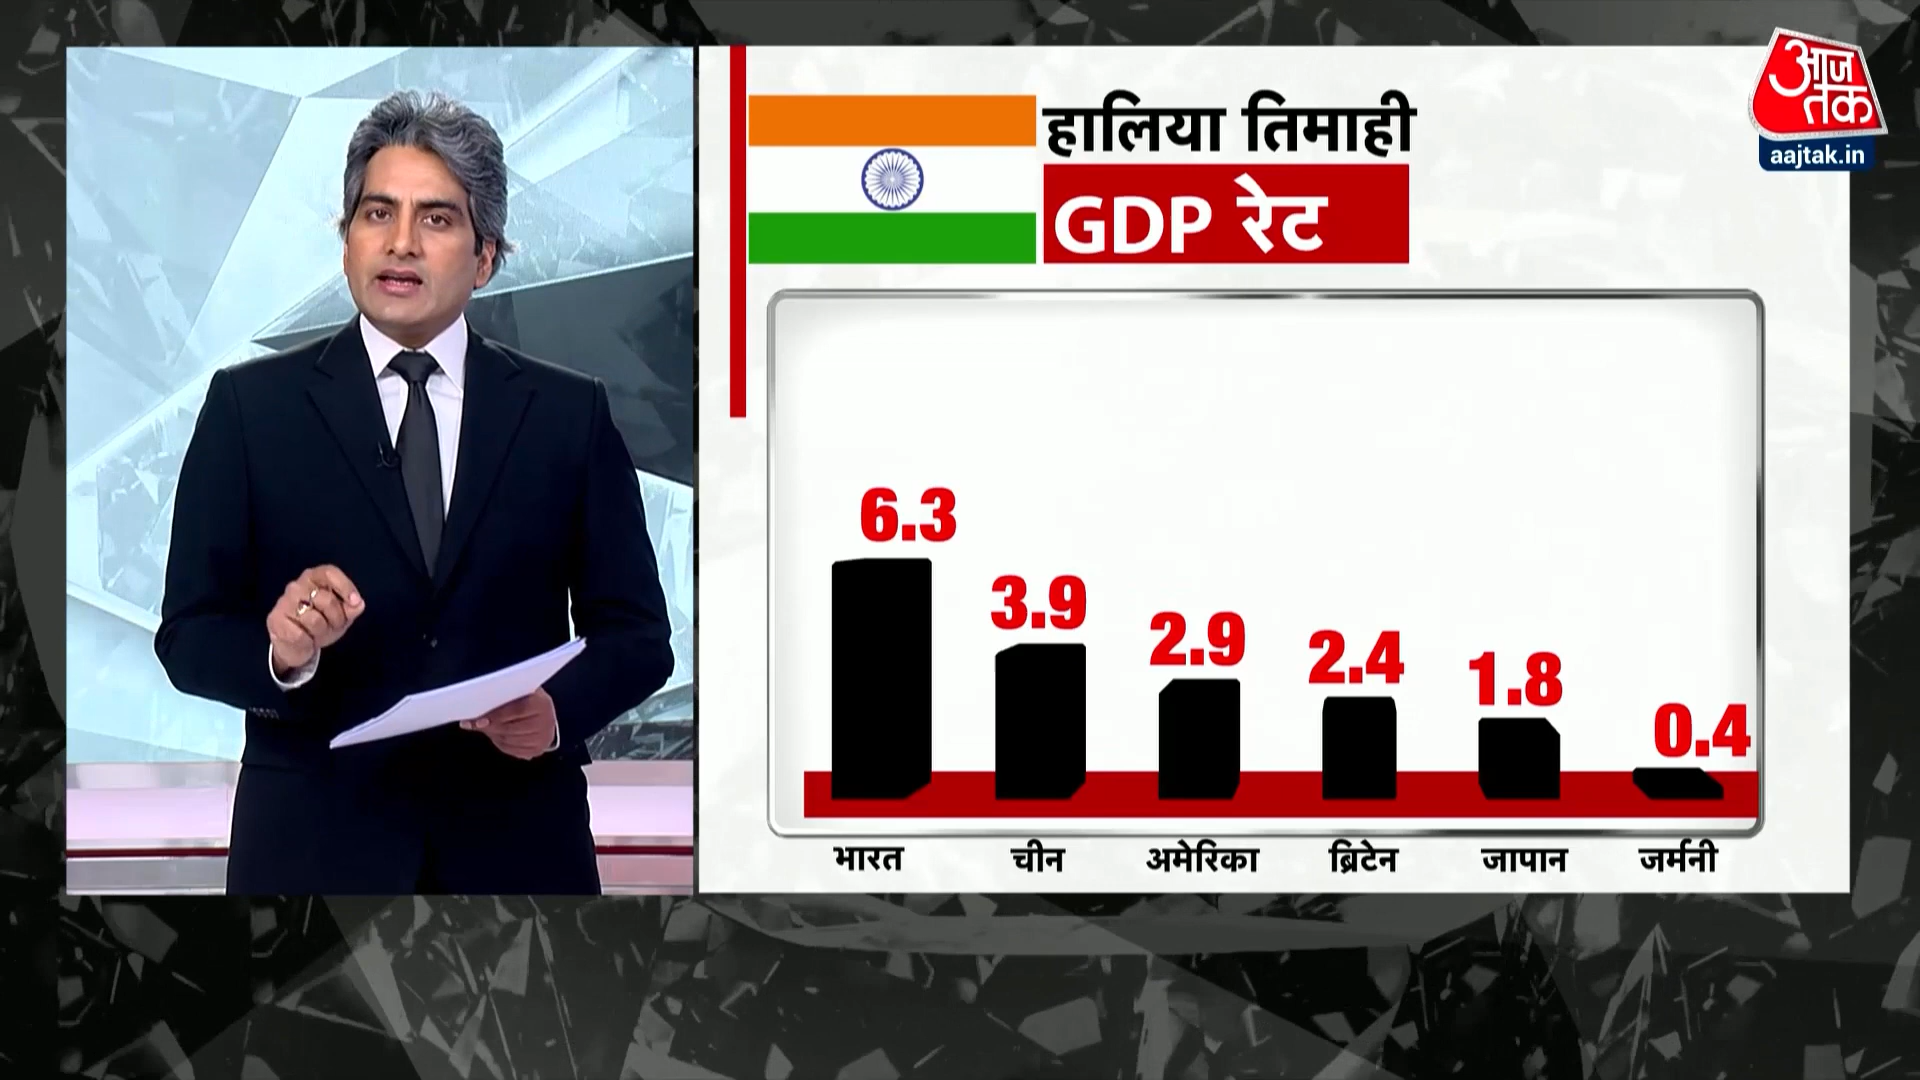 आज
तक
aajtak.in
हालिया तिमाही
GDP रेट
6.3
3.9
2.9
2.4
1.8
0.4
भारत चीन अमेरिका ब्रिटेन जापान जर्मनी